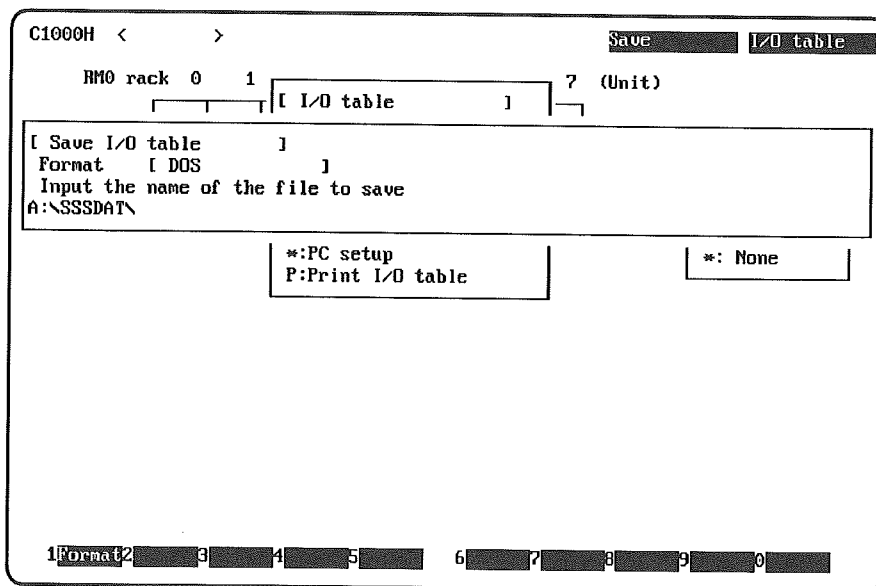 C1000H < > Save I/O table
RM0 rack 0 1 7 (Unit)
[ I/O table ]
[ Save I/O table ]
Format [ DOS ]
Input the name of the file to save
A:\SSSDAT\
*:PC setup *: None
P:Print I/O table
1Format2 3 4 5 6 7 8 9 0